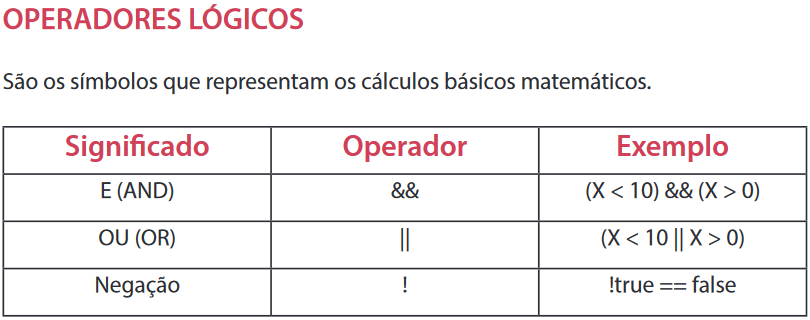 OPERADORES LÓGICOS
São os símbolos que representam os cálculos básicos matemáticos.
Significado Operador Exemplo
E (AND) && (X < 10) && (X > 0)
OU (OR) || (X < 10 || X > 0)
Negação ! !true == false